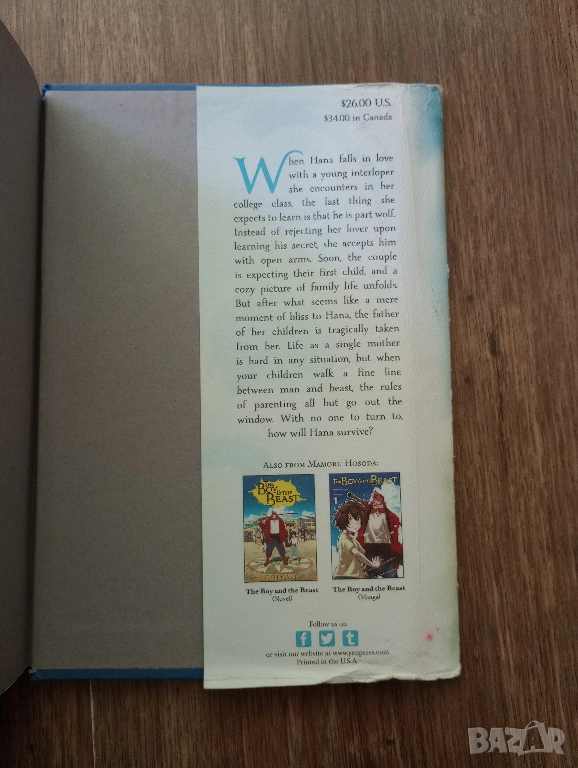 $26.00 U.S.
$34.00 in Canada
When Hana falls in love
with a young interloper
she encounters in her
college class, the last thing she
expects to learn is that he is part wolf.
Instead of rejecting her lover upon
learning his secret, she accepts him
with open arms. Soon, the couple
is expecting their first child, and a
cozy picture of family life unfolds.
But after what seems like a mere
moment of bliss to Hana, the father
of her children is tragically taken
from her. Life as a single mother
is hard in any situation, but when
your children walk a fine line
between man and beast, the rules
of parenting all but go out the
window. With no one to turn to,
how will Hana survive?
Also from Mamoru Hosoda:
The Boy and the Beast
The Boy and the Beast
1
The Boy and the Beast
(Novel)
The Boy and the Beast
(Manga)
Follow us on
or visit our website at www.yenpress.com
Printed in the U.S.A.
BAZAR